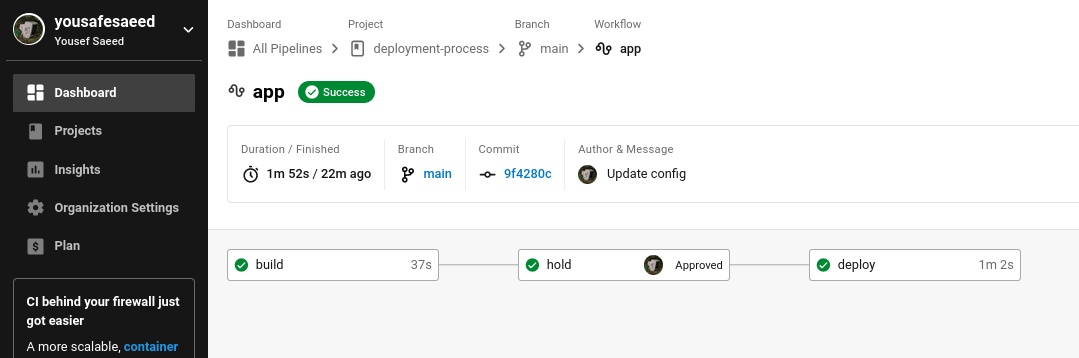 yousafesaeed
Yousef Saeed
Dashboard
Projects
Insights
Organization Settings
Plan
CI behind your firewall just
got easier
A more scalable, container
Dashboard Project Branch Workflow
All Pipelines deployment-process main app
app Success
Duration / Finished Branch Commit Author & Message
1m 52s / 22m ago main 9f4280c Update config
build 37s hold Approved deploy 1m 2s